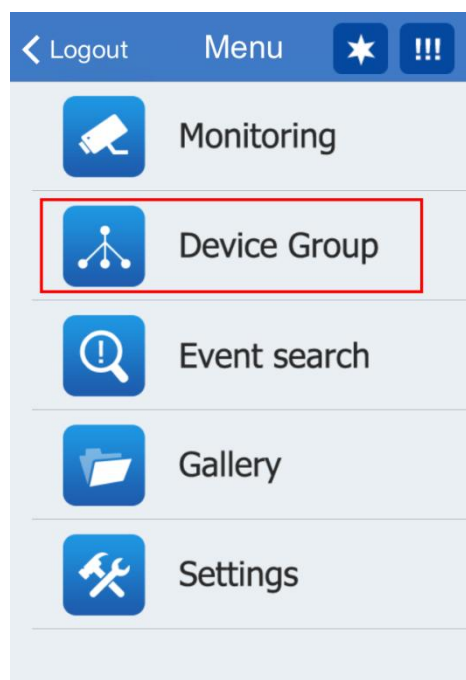 Logout Menu !!!
Monitoring
Device Group
Event search
Gallery
Settings